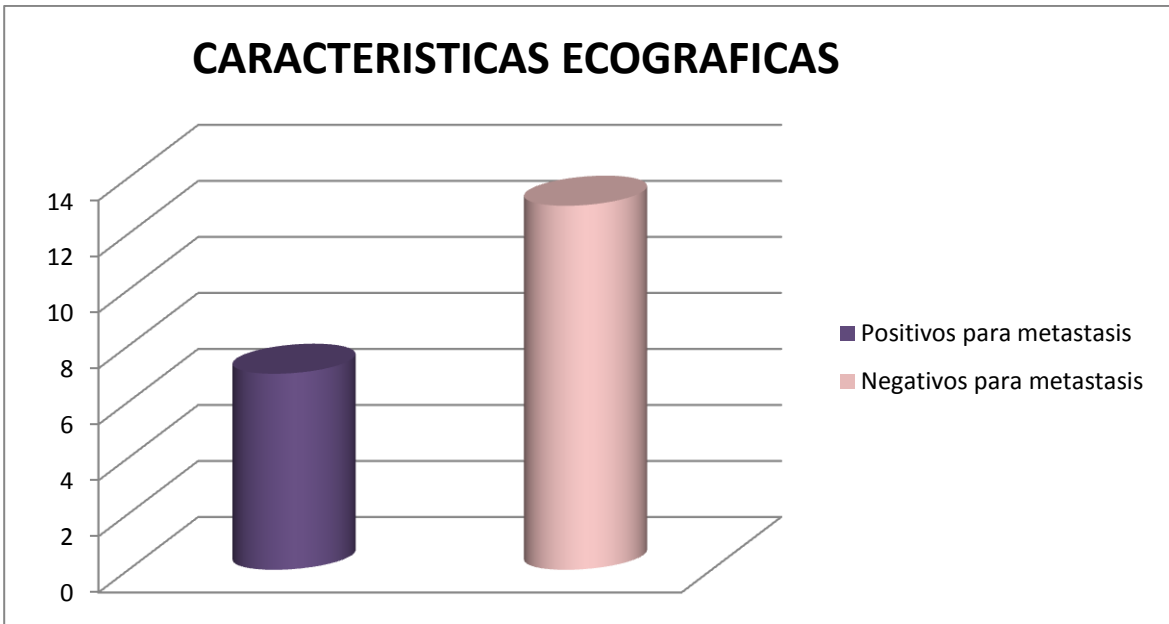 CARACTERISTICAS ECOGRAFICAS
14
12
10
8
6
4
2
0
Positivos para metastasis
Negativos para metastasis